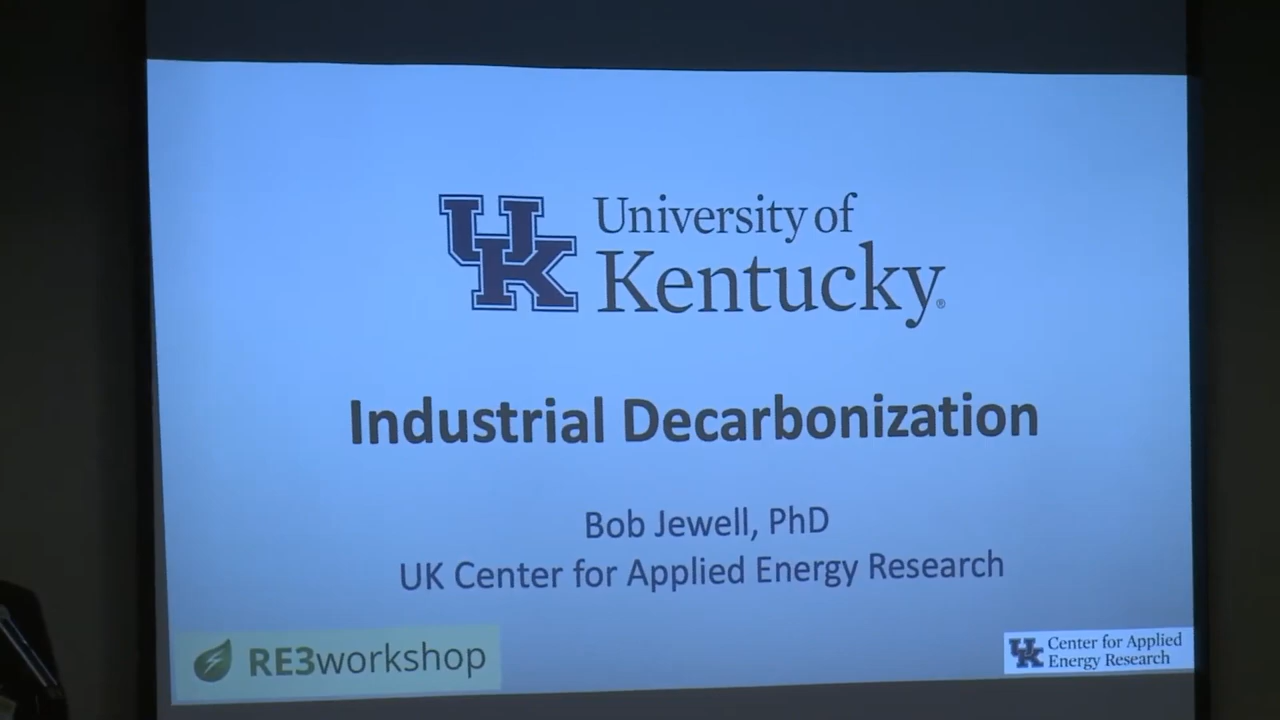 UK University of
Kentucky®
Industrial Decarbonization
Bob Jewell, PhD
UK Center for Applied Energy Research
RE3workshop
UK Center for Applied
Energy Research